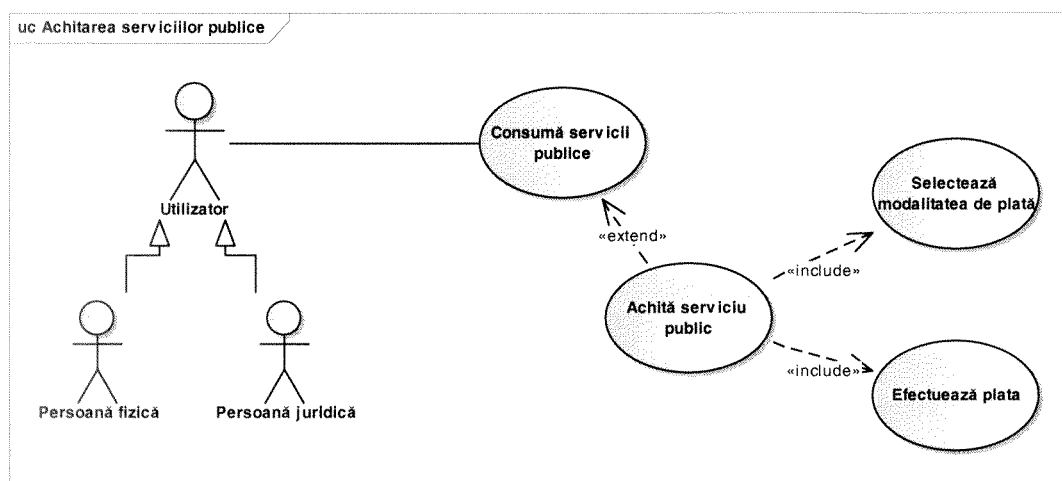 uc Achitarea serviciilor publice
Consumă servicii
publice
Selectează
modalitatea de plată
Utilizator
«extend»
«include»
Achită serviciu
public
«include»
Efectuează plata
Persoană fizică
Persoană juridică